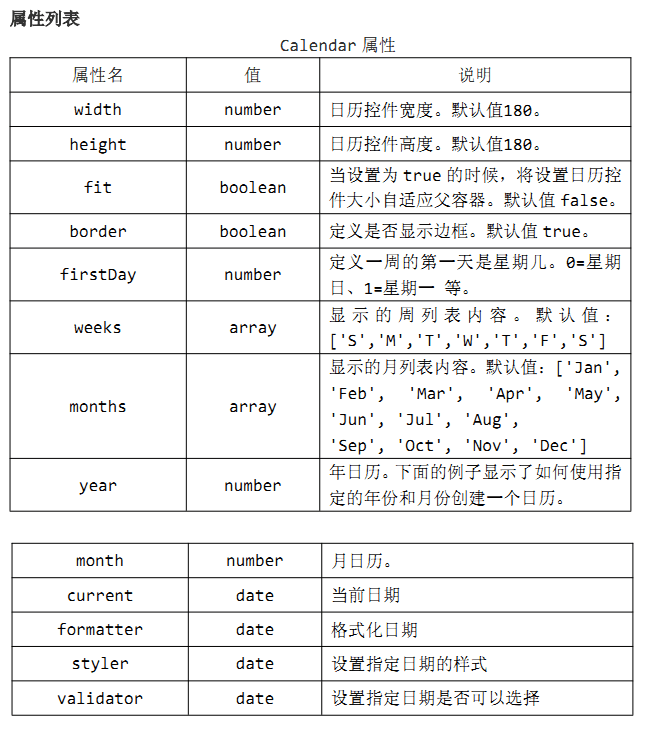 属性列表
Calendar 属性
属性名 值 说明
width number 日历控件宽度。默认值180。
height number 日历控件高度。默认值180。
fit boolean 当设置为 true 的时候，将设置日历控
件大小自适应父容器。默认值 false。
border boolean 定义是否显示边框。默认值 true。
firstDay number 定义一周的第一天是星期几。0=星期
日、1=星期一 等。
weeks array 显示的周列表内容。默认值：
['S','M','T','W','T','F','S']
months array 显示的月列表内容。默认值：['Jan',
'Feb', 'Mar', 'Apr', 'May',
'Jun', 'Jul', 'Aug',
'Sep', 'Oct', 'Nov', 'Dec']
year number 年日历。下面的例子显示了如何使用指
定的年份和月份创建一个日历。
month number 月日历。
current date 当前日期
formatter date 格式化日期
styler date 设置指定日期的样式
validator date 设置指定日期是否可以选择